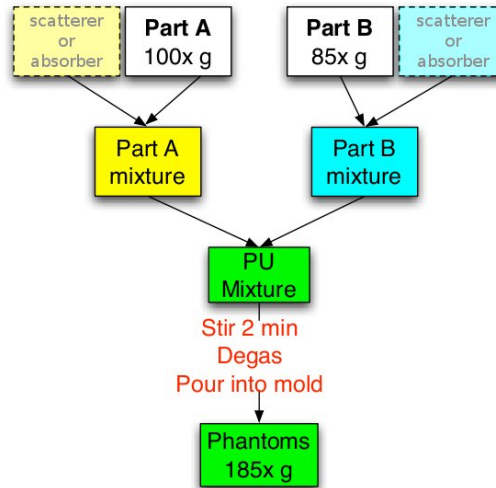 scatterer
or
absorber
Part A
100x g
Part B
85x g
scatterer
or
absorber
Part A
mixture
Part B
mixture
PU
Mixture
Stir 2 min
Degas
Pour into mold
Phantoms
185x g